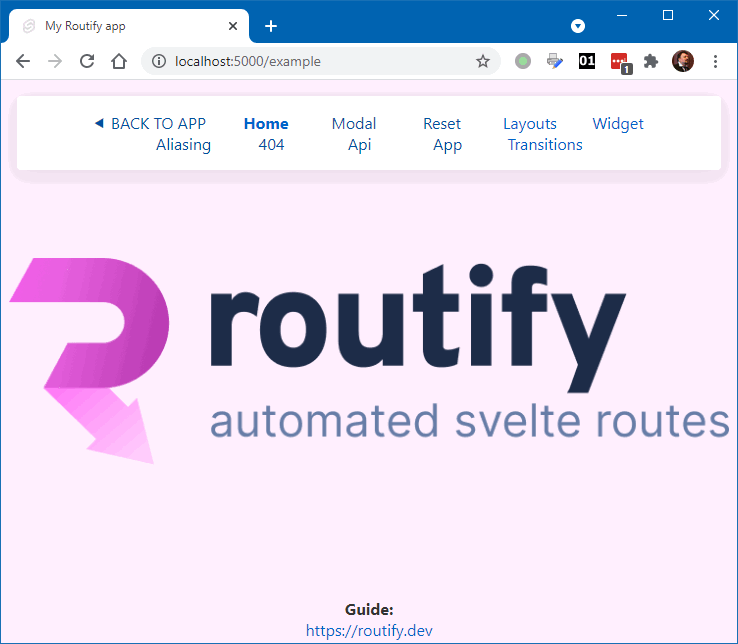 My Routify app
localhost:5000/example
01
1
◄ BACK TO APP Home Modal Reset Layouts Widget
Aliasing 404 Api App Transitions
routify
automated svelte routes
Guide:
https://routify.dev